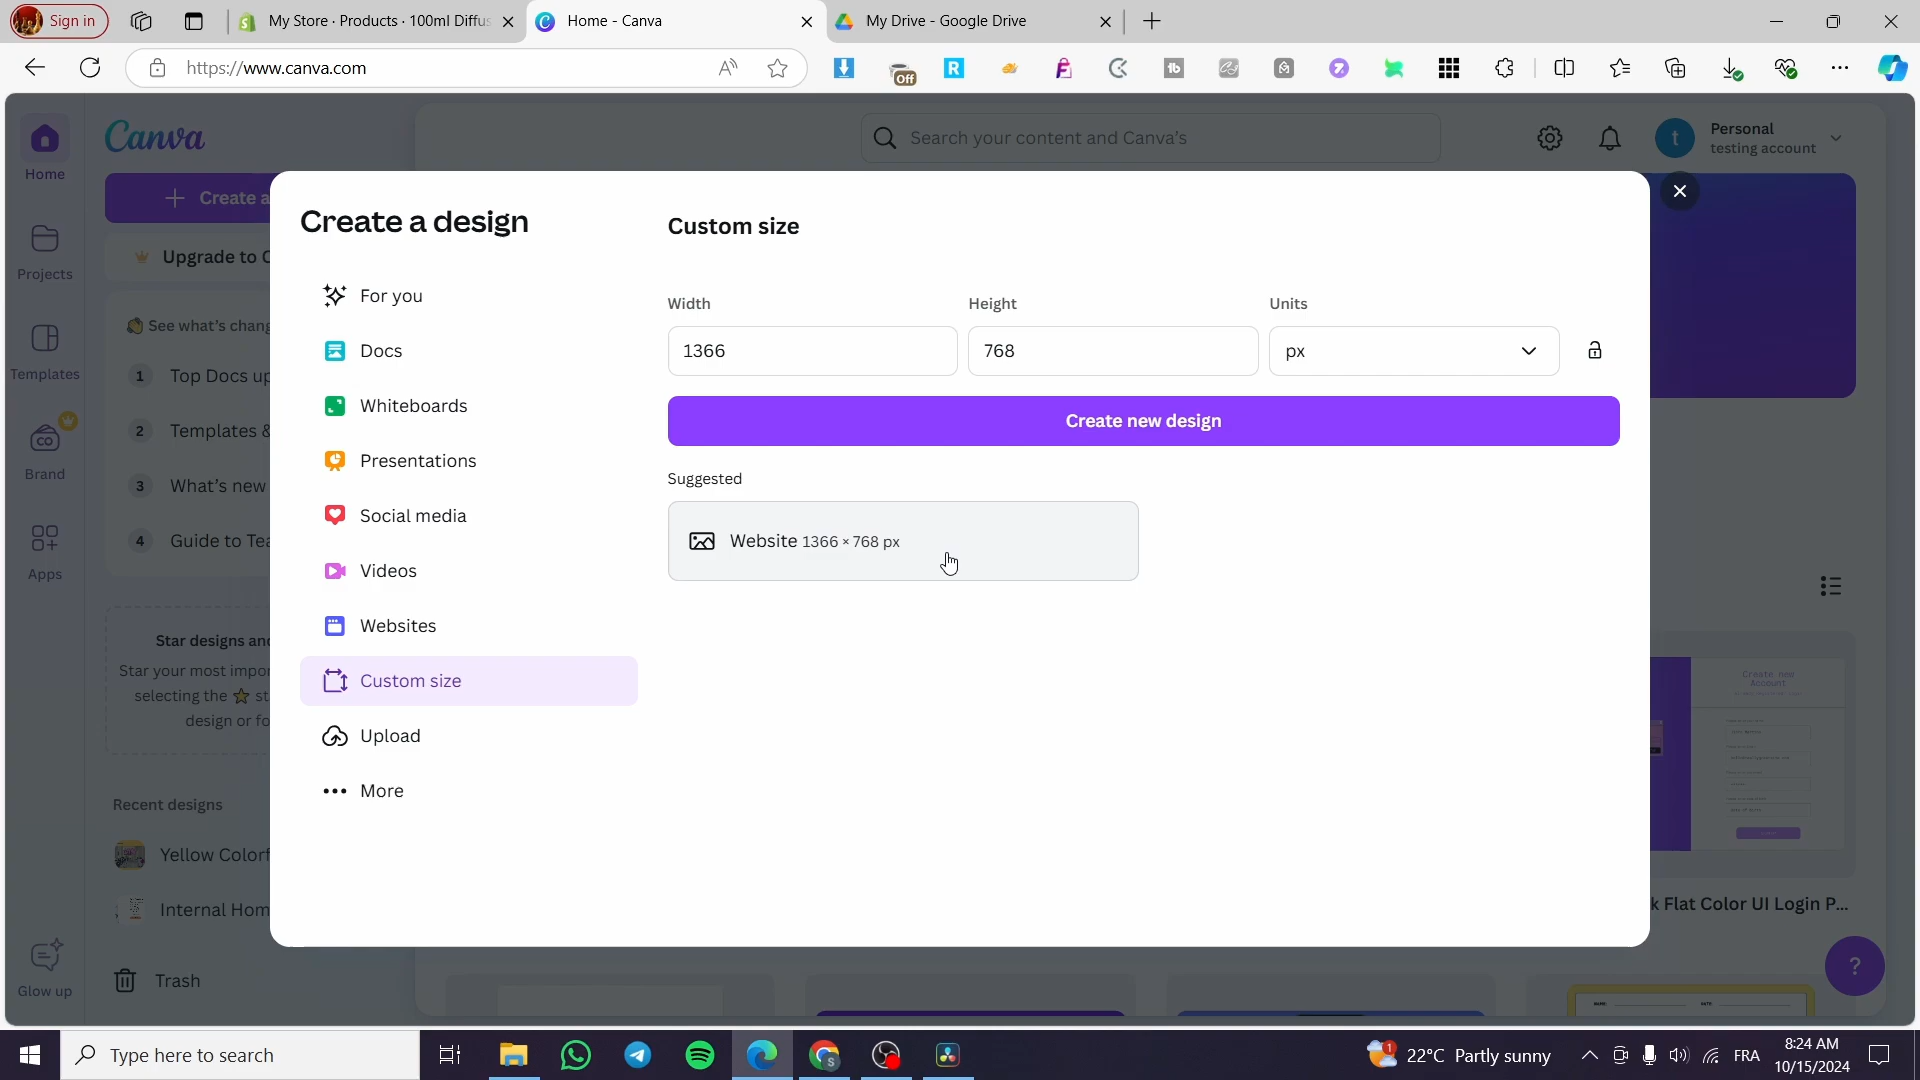 Sign in
My Store · Products · 100ml Diffus
Home - Canva
My Drive - Google Drive
https://www.canva.com
Off
Canva
Search your content and Canva's
Personal
testing account
Home
Create a
Upgrade to C
Projects
See what's chang
1 Top Docs up
Templates
2 Templates &
3 What's new
Brand
4 Guide to Tea
Apps
Star designs and
Star your most impor
selecting the st
design or fo
Recent designs
Yellow Colorf
Internal Hom
Trash
Glow up
Create a design
For you
Docs
Whiteboards
Presentations
Social media
Videos
Websites
Custom size
Upload
More
Custom size
Width
Height
Units
1366
768
px
Create new design
Suggested
Website 1366 × 768 px
Create new
Account
k Flat Color UI Login P...
?
Type here to search
22°C Partly sunny
FRA
8:24 AM
10/15/2024